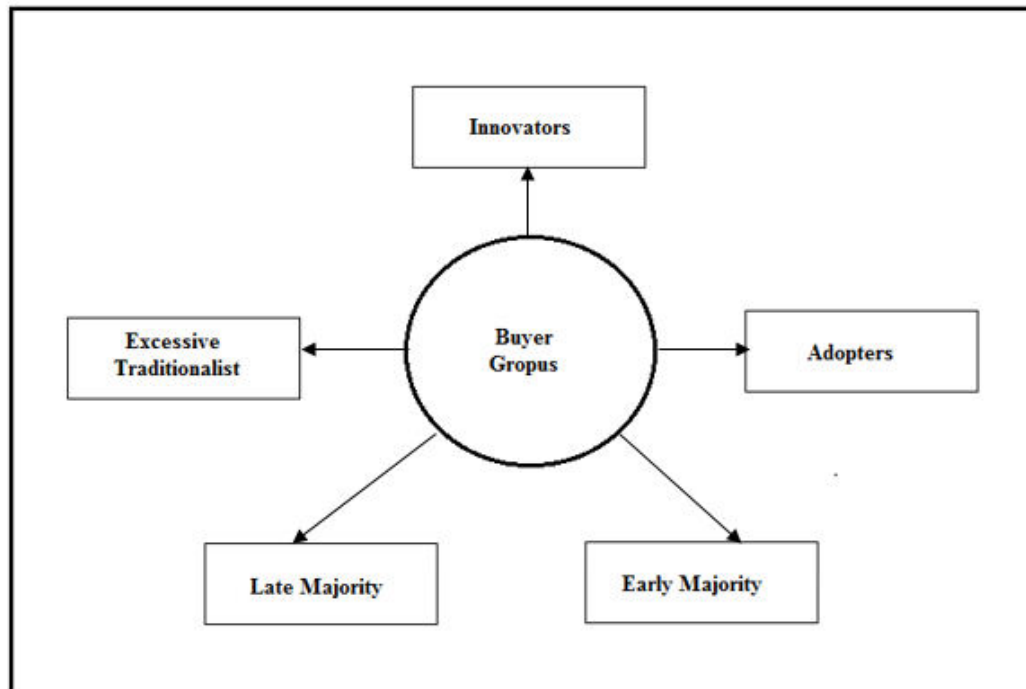 Innovators
Excessive
Traditionalist
Buyer
Gropus
Adopters
Late Majority
Early Majority